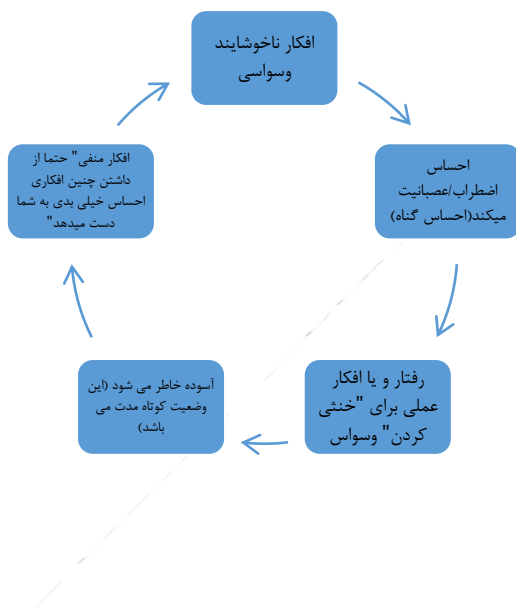 افکار ناخوشایند
وسواسی
احساس
اضطراب/عصبانیت
میکند(احساس گناه)
رفتار و یا افکار
عملی برای "خنثی
کردن" وسواس
آسوده خاطر می شود (این
وضعیت کوتاه مدت می
باشد)
افکار منفی" حتما از
داشتن چنین افکاری
احساس خیلی بدی به شما
دست میدهد"